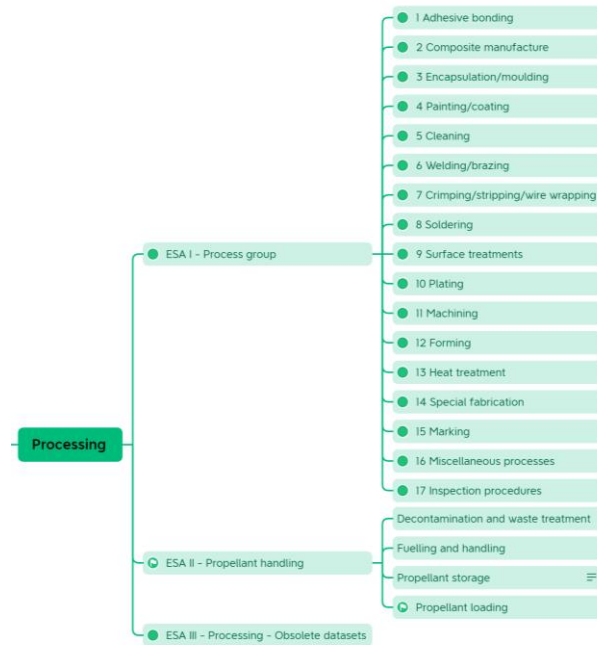 1 Adhesive bonding
2 Composite manufacture
3 Encapsulation/moulding
4 Painting/coating
5 Cleaning
6 Welding/brazing
7 Crimping/stripping/wire wrapping
8 Soldering
ESA I - Process group
9 Surface treatments
10 Plating
11 Machining
12 Forming
13 Heat treatment
14 Special fabrication
15 Marking
Processing
16 Miscellaneous processes
17 Inspection procedures
Decontamination and waste treatment
Fuelling and handling
ESA II - Propellant handling
Propellant storage
Propellant loading
ESA III - Processing - Obsolete datasets